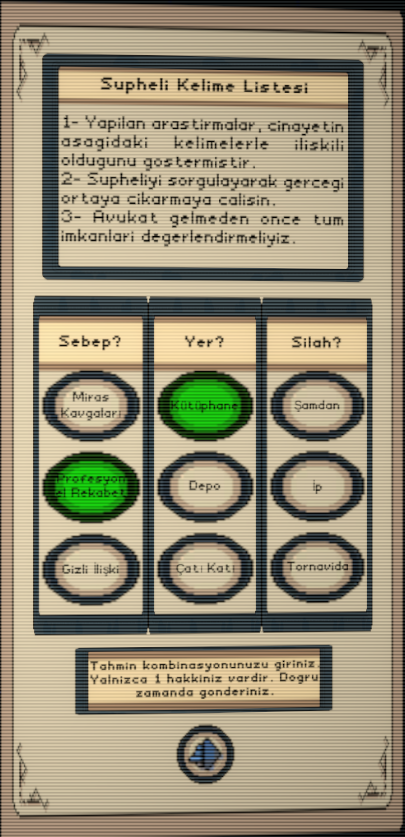 Supheli Kelime Listesi
1- Yapilan arastirmalar, cinayetin
asagidaki kelimelerle iliskili
oldugunu gostermistir.
2- Supheliyi sorgulayarak gercegi
ortaya cikarmaya calisin.
3- Avukat gelmeden once tum
imkanlari degerlendirmeliyiz.
Sebep?
Miras
Kavgaları
Profesyon
el Rekabet
Gizli İlişki
Yer?
Kütüphane
Depo
Çatı Katı
Silah?
Şamdan
İp
Tornavida
Tahmin kombinasyonunuzu giriniz.
Yalnizca 1 hakkiniz vardir. Dogru
zamanda gonderiniz.